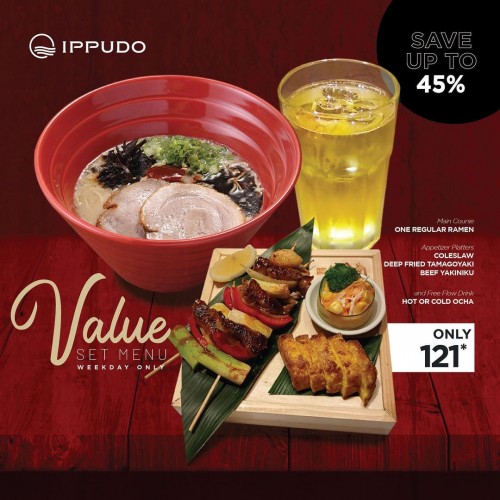 IPPUDO
SAVE
UP TO
45%
Main Course
ONE REGULAR RAMEN
Appetizer Platters
COLESLAW
DEEP FRIED TAMAGOYAKI
BEEF YAKINIKU
and Free Flow Drink
HOT OR COLD OCHA
Value
SET MENU
WEEKDAY ONLY
ONLY
121*